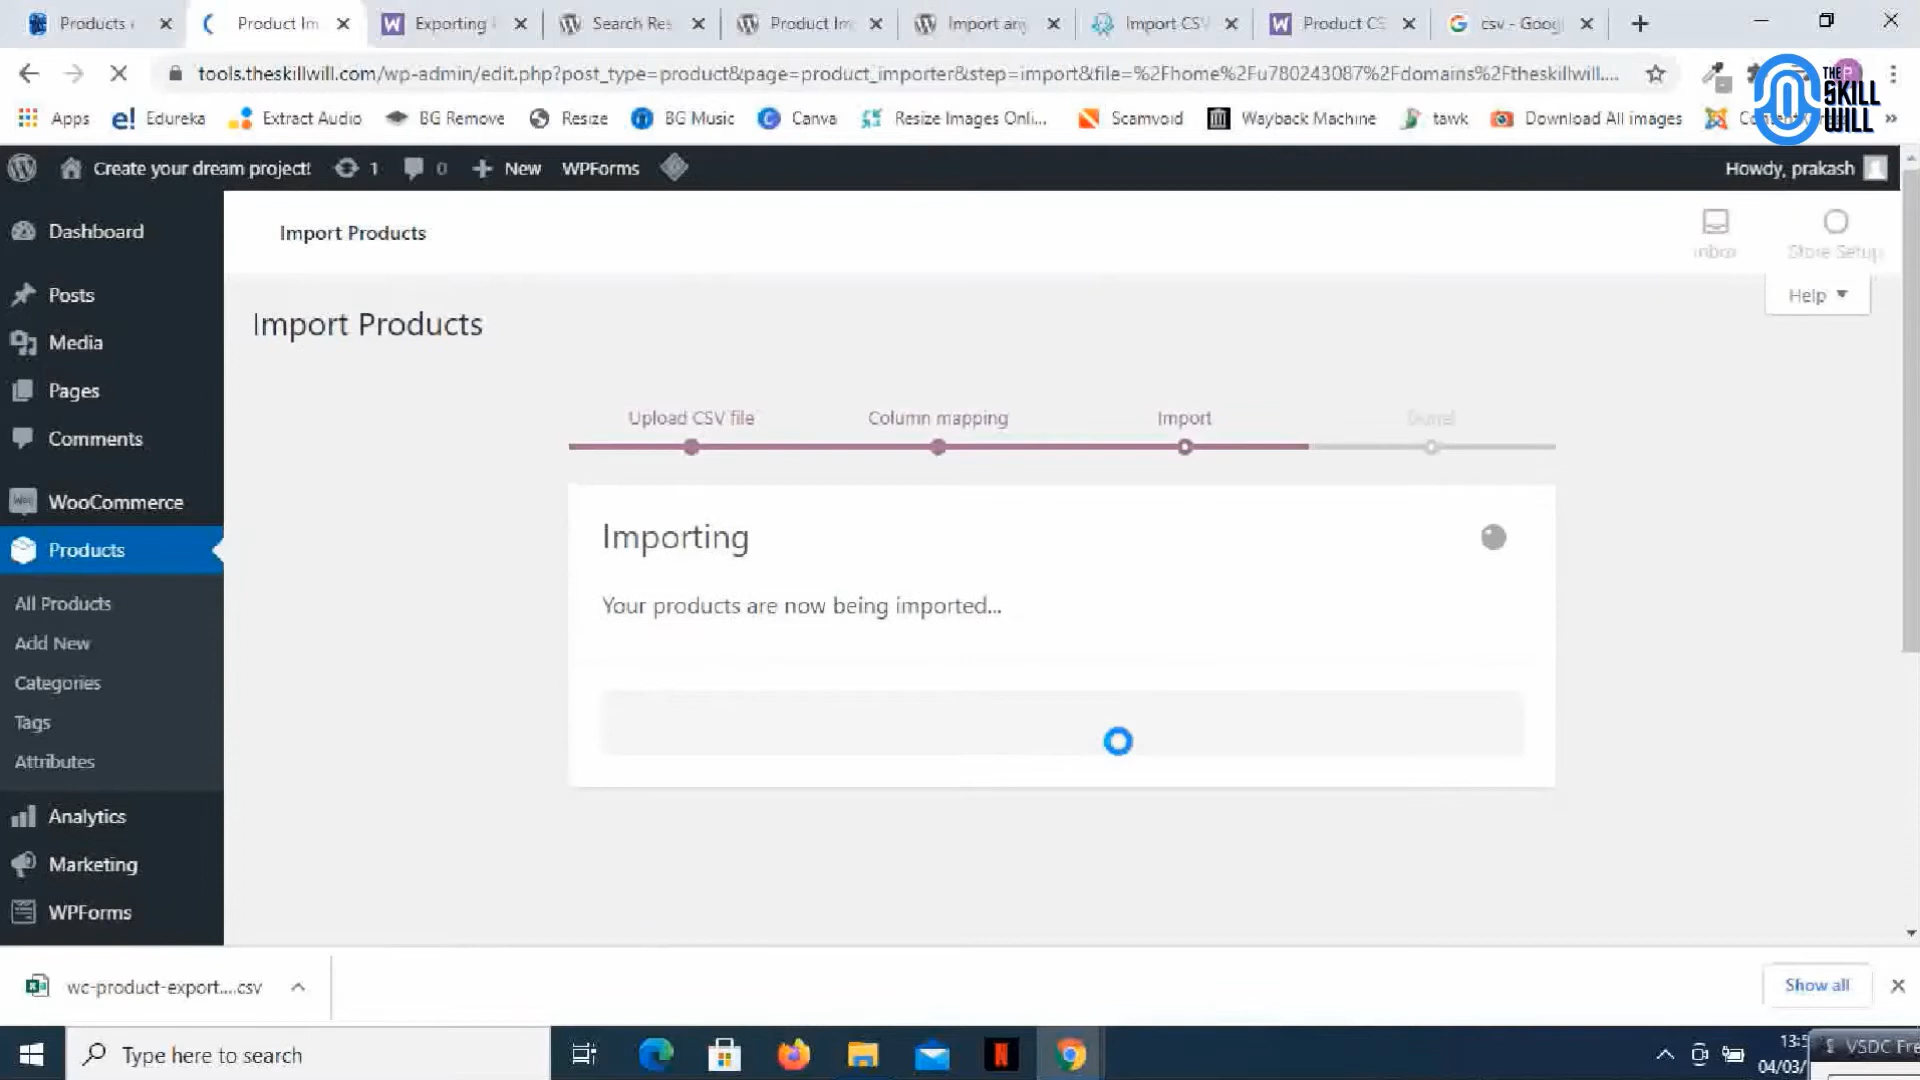 Products
Product Im
Exporting
Search Res
Product Im
Import any
Import CSV
Product CS
csv - Goog
tools.theskillwill.com/wp-admin/edit.php?post_type=product&page=product_importer&step=import&file=%2Fhome%2Fu780243087%2Fdomains%2Ftheskillwill....
THE SKILL WILL
Apps
Edureka
Extract Audio
BG Remove
Resize
BG Music
Canva
Resize Images Onli...
Scamvoid
Wayback Machine
tawk
Download All images
»
Create your dream project!
1
0
New
WPForms
Howdy, prakash
Dashboard
Posts
Media
Pages
Comments
WooCommerce
Products
All Products
Add New
Categories
Tags
Attributes
Analytics
Marketing
WPForms
Import Products
Inbox
Store Setup
Help
Import Products
Upload CSV file
Column mapping
Import
Done!
Importing
Your products are now being imported...
wc-product-export....csv
Show all
Type here to search
13:5
04/03/
VSDC Fre